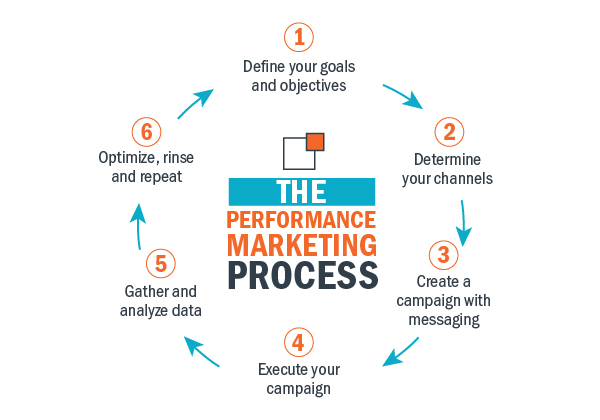 1
Define your goals
and objectives
2
Determine
your channels
3
Create a
campaign with
messaging
4
Execute your
campaign
5
Gather and
analyze data
6
Optimize, rinse
and repeat
THE
PERFORMANCE
MARKETING
PROCESS